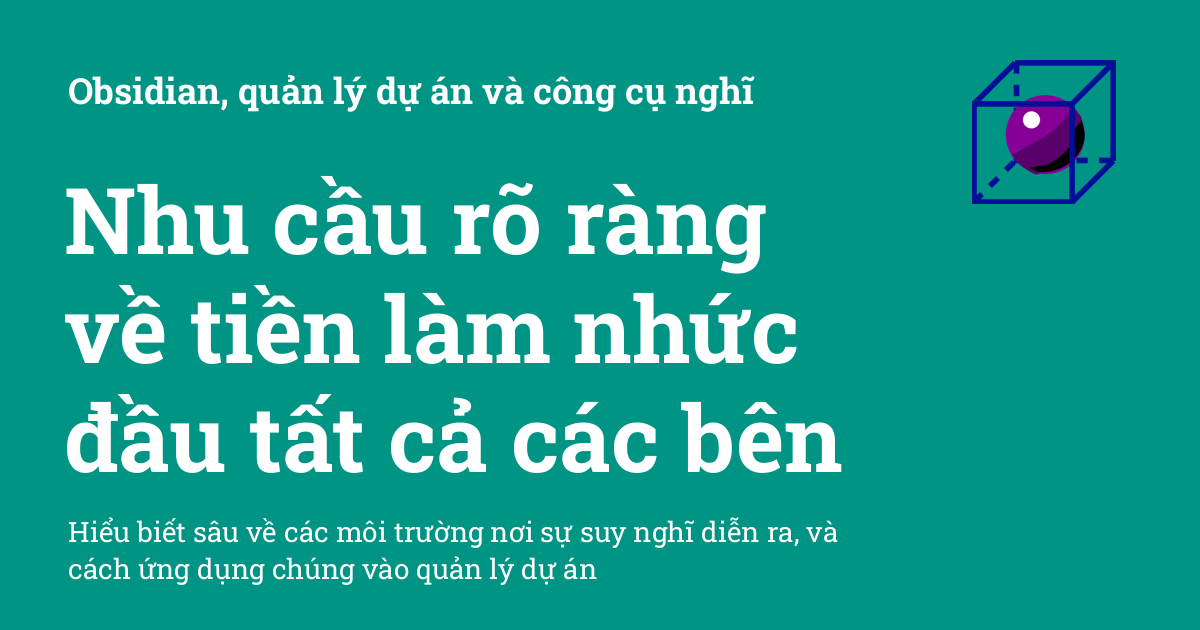 Obsidian, quản lý dự án và công cụ nghĩ
Nhu cầu rõ ràng
về tiền làm nhức
đầu tất cả các bên
Hiểu biết sâu về các môi trường nơi sự suy nghĩ diễn ra, và
cách ứng dụng chúng vào quản lý dự án